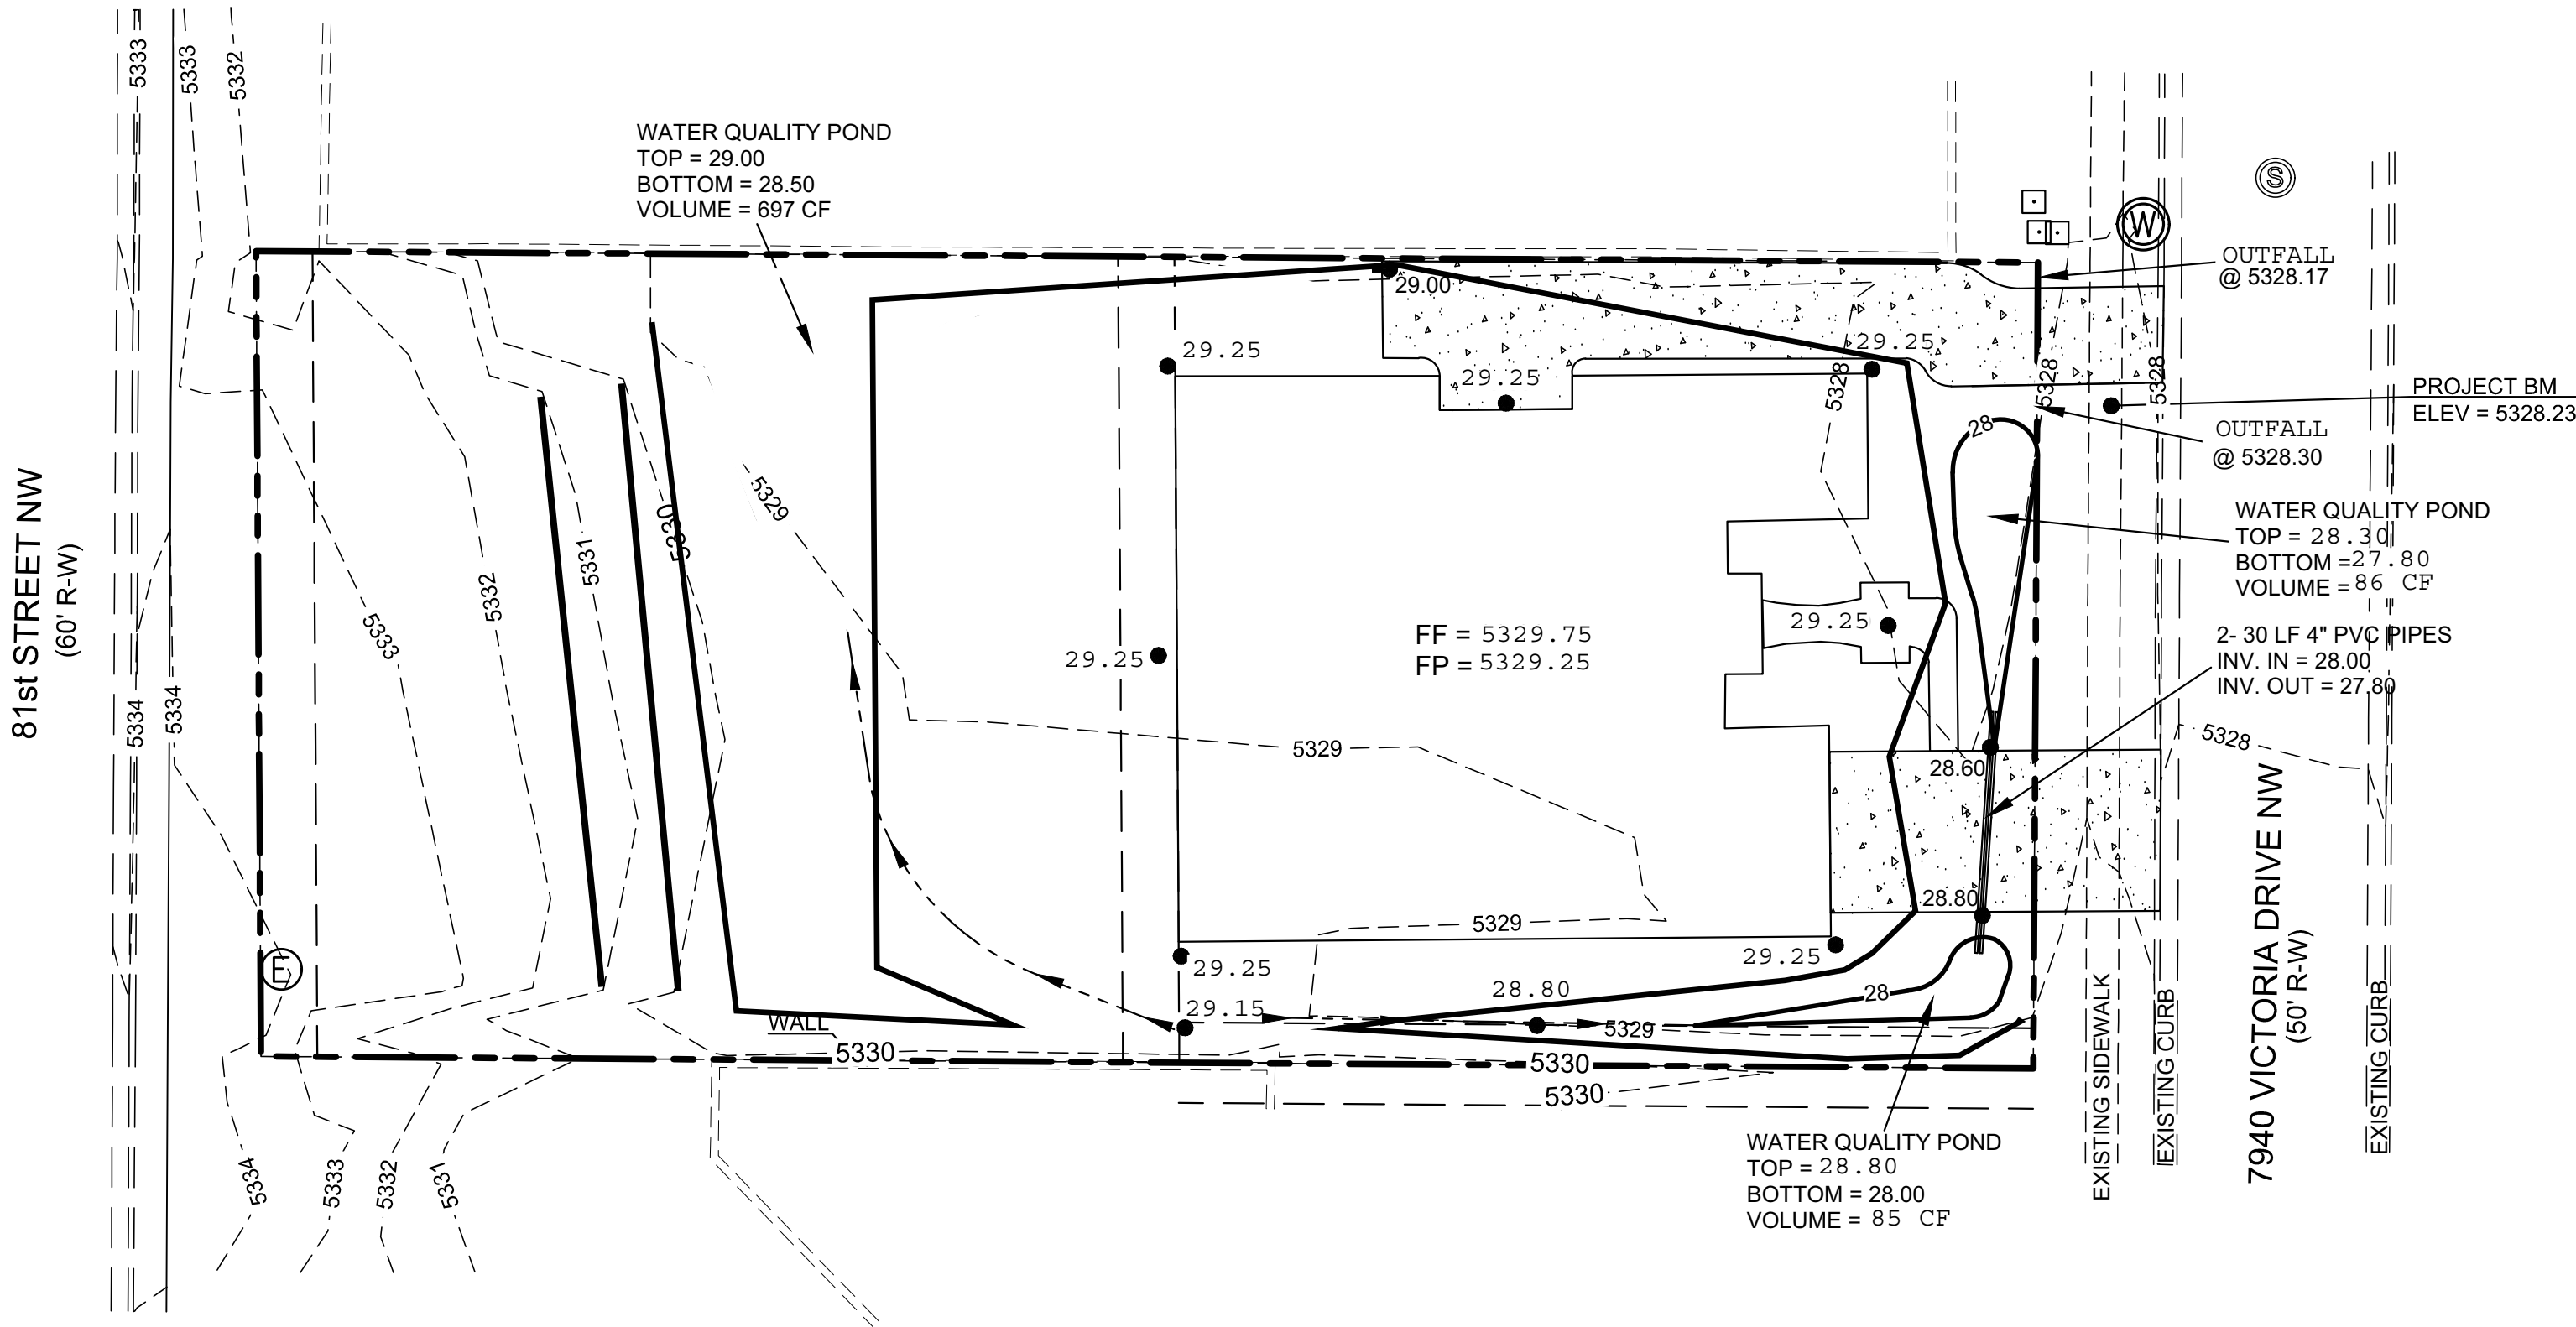 5333
5333
5332
WATER QUALITY POND
TOP = 29.00
BOTTOM = 28.50
VOLUME = 697 CF
S
W
OUTFALL
@ 5328.17
29.00
29.25
29.25
29.25
5328
5328
5328
PROJECT BM
ELEV = 5328.23
28
OUTFALL
@ 5328.30
81st STREET NW
(60' R-W)
5329
5330
5331
5332
5333
WATER QUALITY POND
TOP = 28.30
BOTTOM =27.80
VOLUME = 86 CF
29.25
29.25
FF = 5329.75
FP = 5329.25
2- 30 LF 4" PVC PIPES
INV. IN = 28.00
INV. OUT = 27.80
5334
5334
5329
5328
28.60
7940 VICTORIA DRIVE NW
(50' R-W)
28.80
5329
E
29.25
29.25
28.80
28
29.15
WALL
5329
5330
5330
5330
EXISTING SIDEWALK
EXISTING CURB
EXISTING CURB
5334
5333
5332
5331
WATER QUALITY POND
TOP = 28.80
BOTTOM = 28.00
VOLUME = 85 CF